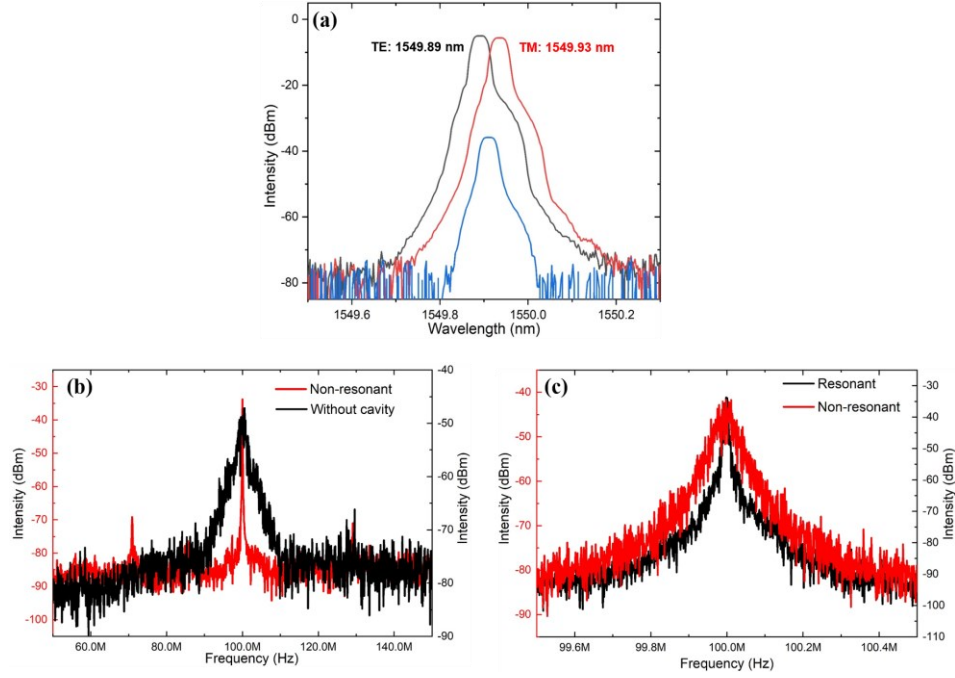 (a)
0
-20
-40
-60
-80
Intensity (dBm)
TE: 1549.89 nm
TM: 1549.93 nm
1549.6
1549.8
1550.0
1550.2
Wavelength (nm)
(b)
Non-resonant
Without cavity
-30
-40
-50
-60
-70
-80
-90
-100
Intensity (dBm)
-40
-50
-60
-70
-80
-90
Intensity (dBm)
60.0M
80.0M
100.0M
120.0M
140.0M
Frequency (Hz)
(c)
Resonant
Non-resonant
-40
-50
-60
-70
-80
-90
Intensity (dBm)
-30
-40
-50
-60
-70
-80
-90
-100
-110
Intensity (dBm)
99.6M
99.8M
100.0M
100.2M
100.4M
Frequency (Hz)